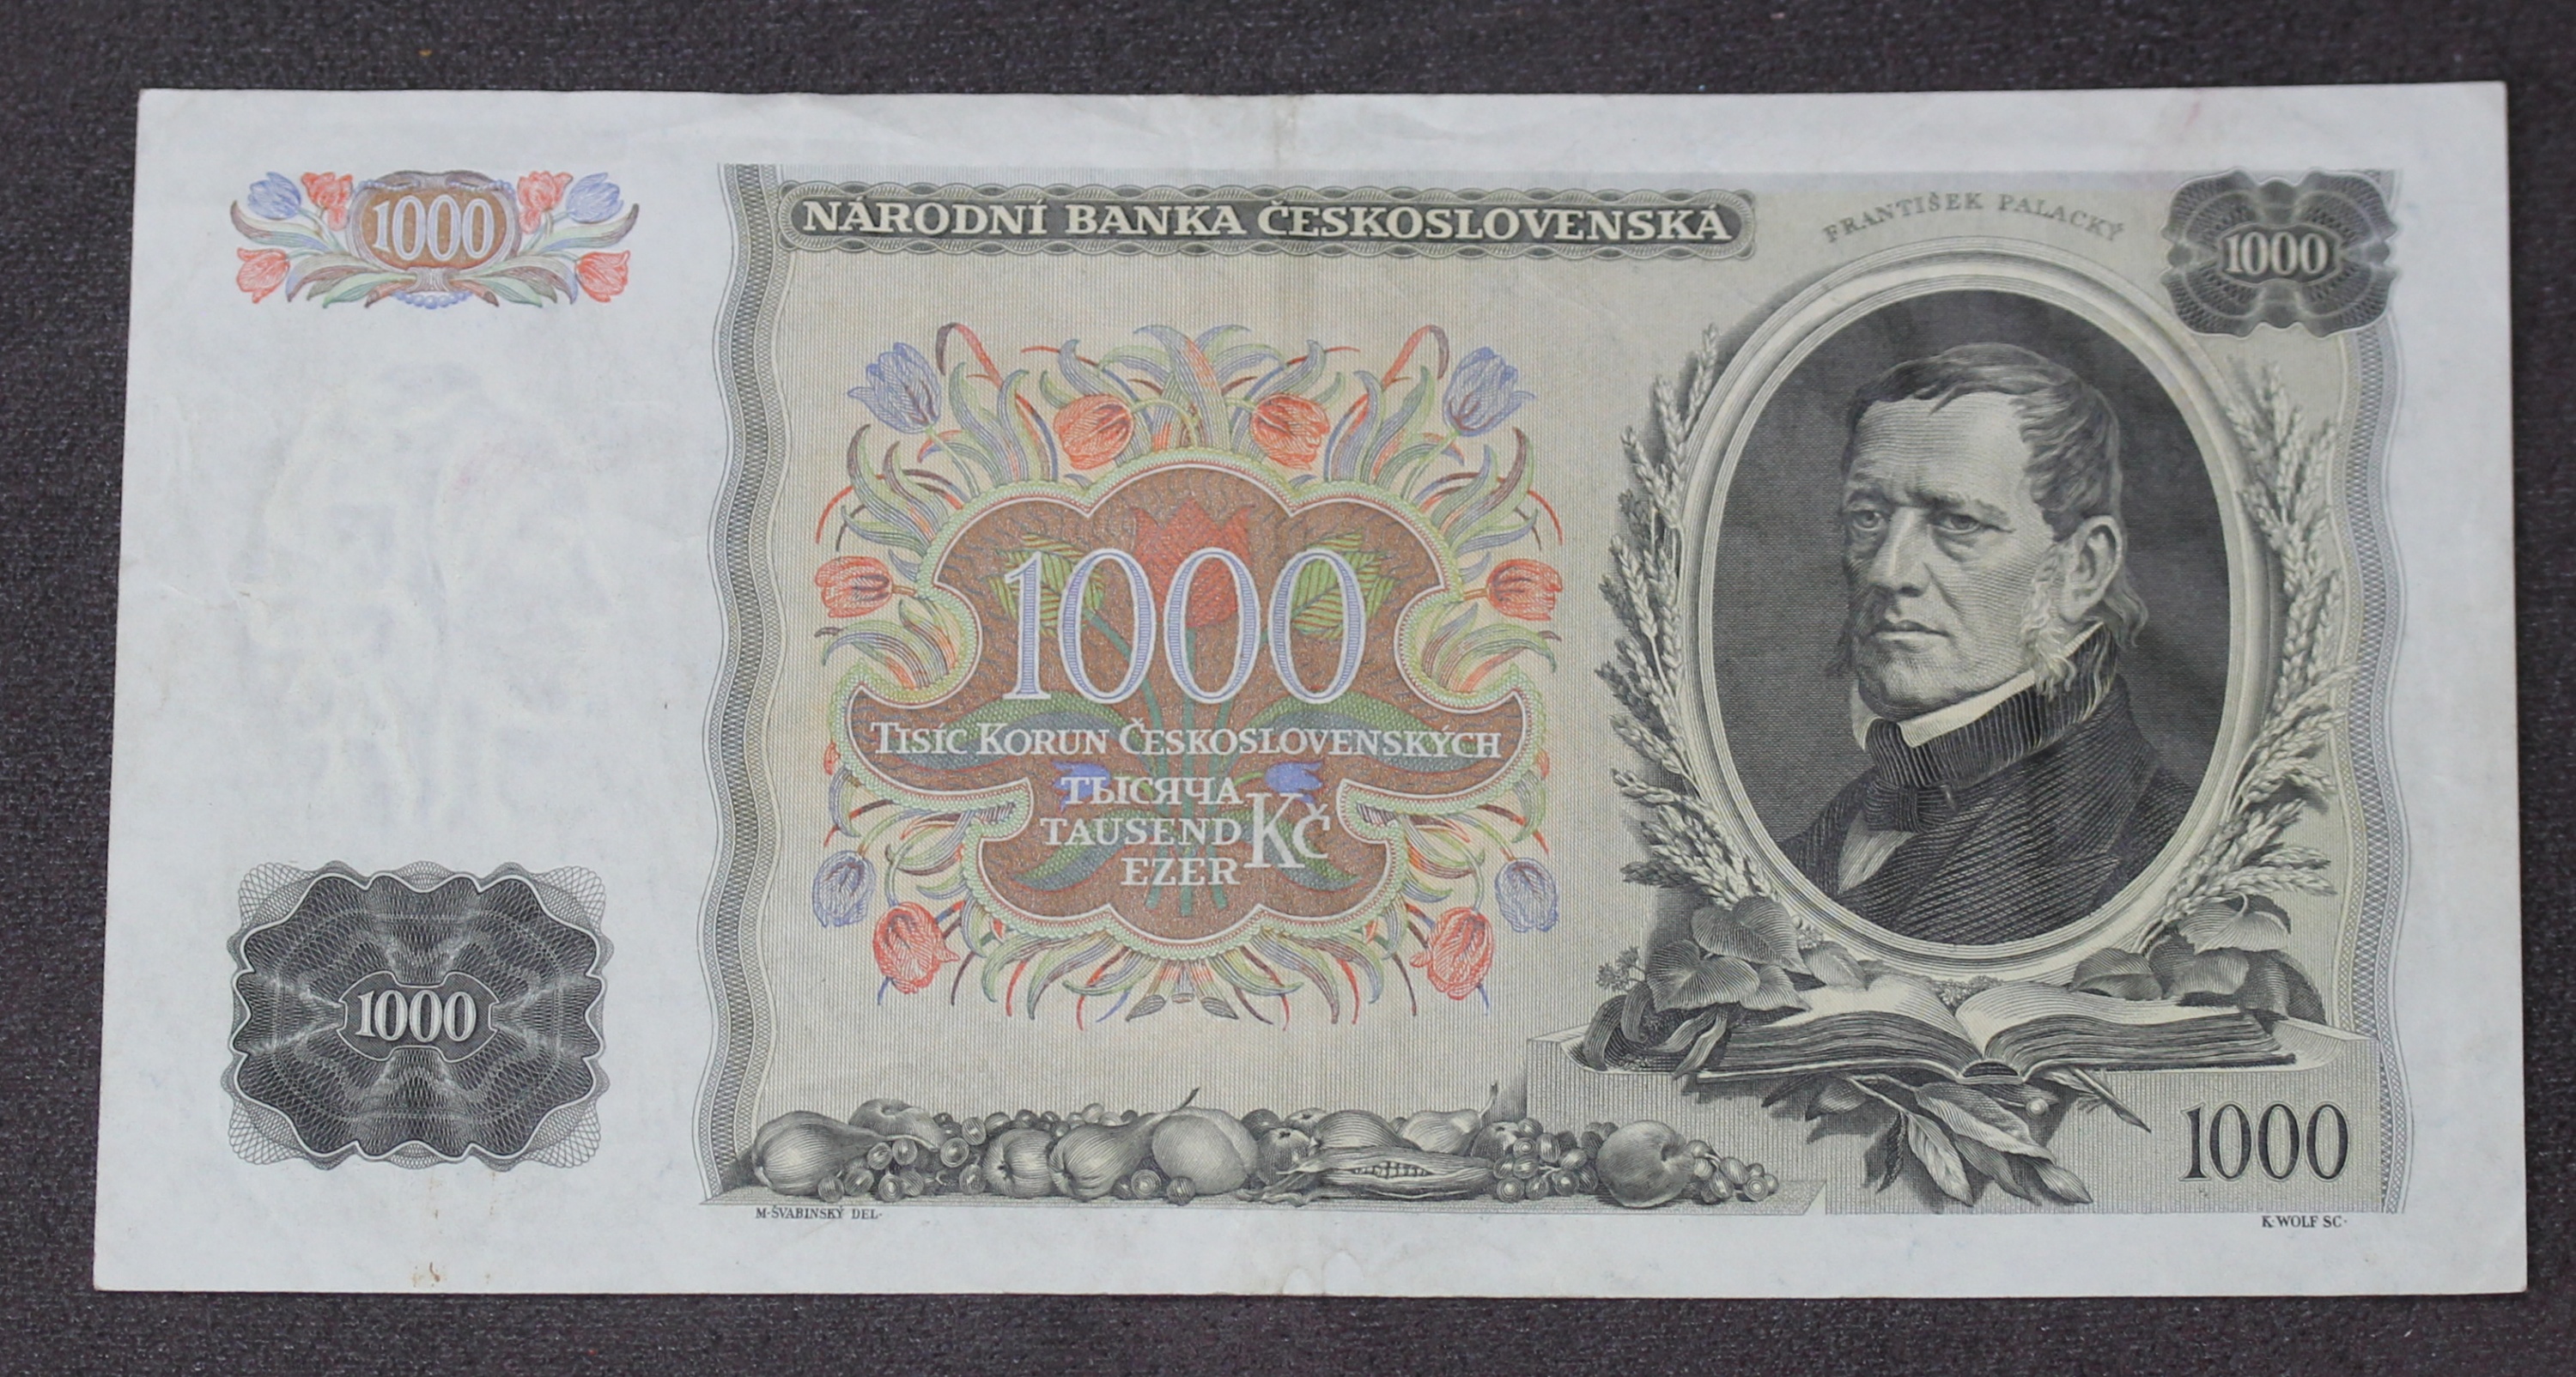 1000
NÁRODNÍ BANKA ČESKOSLOVENSKÁ
FRANTIŠEK PALACKÝ
1000
1000
TISÍC KORUN ČESKOSLOVENSKÝCH
ТЫСЯЧА
TAUSEND Kč
EZER
1000
1000
M·ŠVABINSKÝ DEL·
K·WOLF SC·